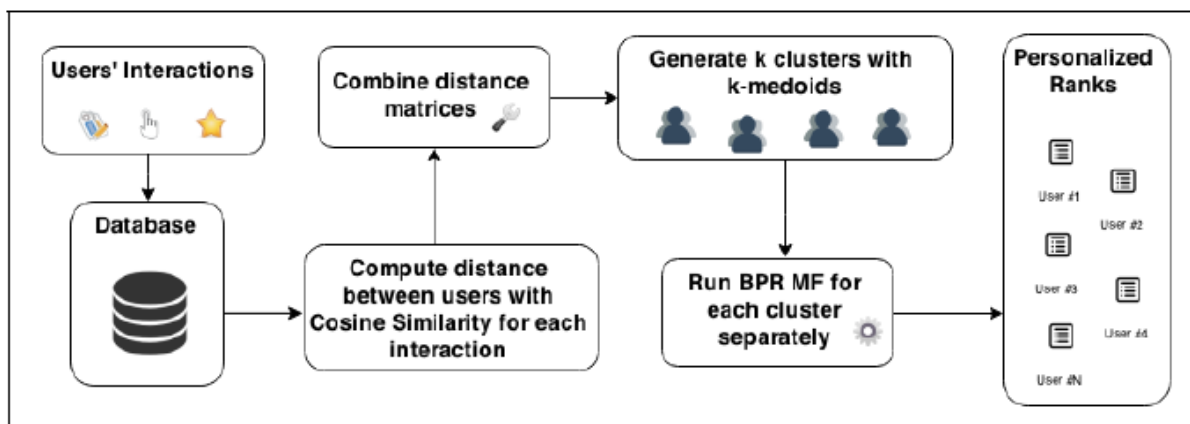 Users' Interactions
Database
Compute distance
between users with
Cosine Similarity for each
interaction
Combine distance
matrices
Generate k clusters with
k-medoids
Run BPR MF for
each cluster
separately
Personalized
Ranks
User #1
User #2
User #3
User #4
User #N